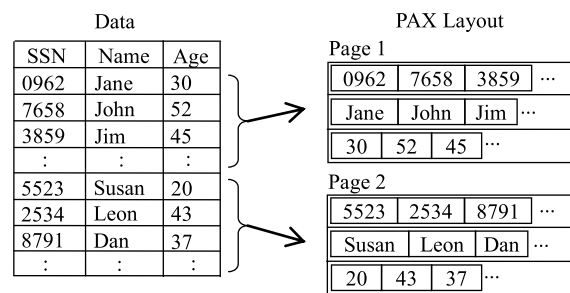 Data
SSN Name Age
0962 Jane 30
7658 John 52
3859 Jim 45
: : :
5523 Susan 20
2534 Leon 43
8791 Dan 37
: : :
PAX Layout
Page 1
0962 7658 3859 ...
Jane John Jim ...
30 52 45 ...
Page 2
5523 2534 8791 ...
Susan Leon Dan ...
20 43 37 ...